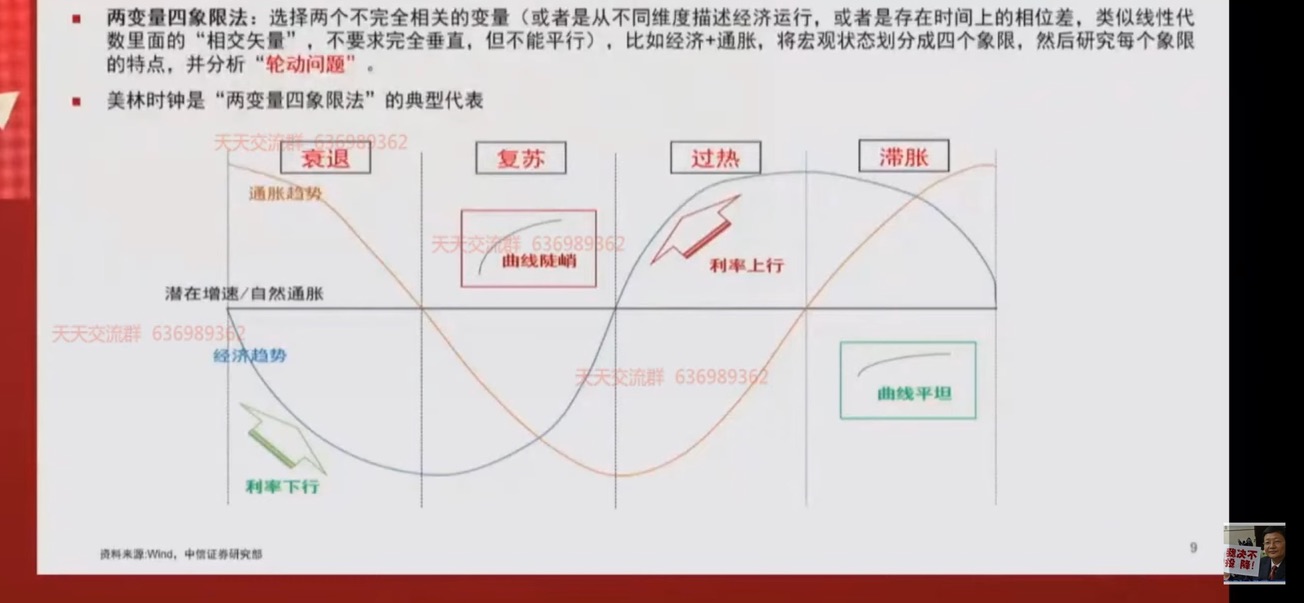 两变量四象限法：选择两个不完全相关的变量（或者是从不同维度描述经济运行，或者是存在时间上的相位差，类似线性代
数里面的“相交矢量”，不要求完全垂直，但不能平行），比如经济+通胀，将宏观状态划分成四个象限，然后研究每个象限
的特点，并分析“轮动问题”。
美林时钟是“两变量四象限法”的典型代表
天天交流群 636989362
衰退
复苏
过热
滞胀
通胀趋势
天天交流群 636989362
曲线陡峭
利率上行
潜在增速/自然通胀
天天交流群 636989362
经济趋势
天天交流群 636989362
曲线平坦
利率下行
资料来源:Wind，中信证券研究部
9
我决不
投降！